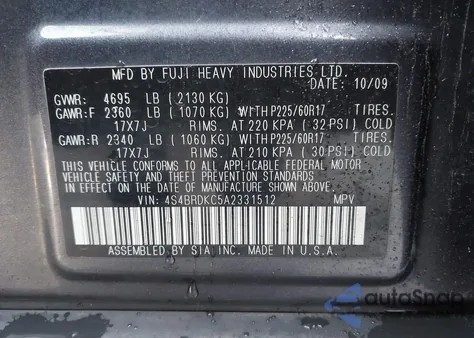 MFD BY FUJI HEAVY INDUSTRIES LTD.
DATE: 10/09
GVWR: 4695 LB ( 2130 KG)
GAWR:F 2360 LB ( 1070 KG) WITH P225/60R17 TIRES.
17X7J RIMS. AT 220 KPA ( 32 PSI) COLD
GAWR:R 2340 LB ( 1060 KG) WITH P225/60R17 TIRES.
17X7J RIMS. AT 210 KPA ( 30 PSI) COLD
THIS VEHICLE CONFORMS TO ALL APPLICABLE FEDERAL MOTOR
VEHICLE SAFETY AND THEFT PREVENTION STANDARDS
IN EFFECT ON THE DATE OF MANUFACTURE SHOWN ABOVE.
VIN: 4S4BRDKC5A2331512 MPV
ASSEMBLED BY SIA INC. MADE IN U.S.A.
autoSnap